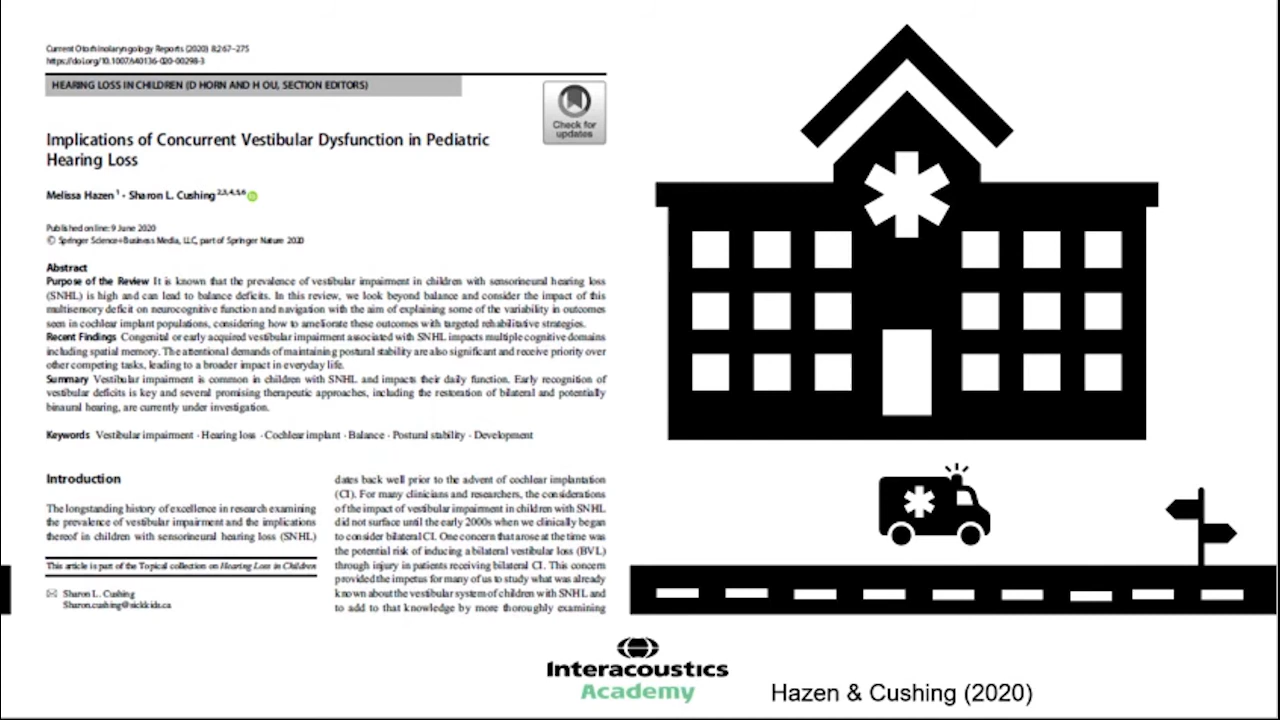 Current Otorhinolaryngology Reports (2020) 8:267–275
https://doi.org/10.1007/s40136-020-00298-3
HEARING LOSS IN CHILDREN (D HORN AND H OU, SECTION EDITORS)
Check for
updates
Implications of Concurrent Vestibular Dysfunction in Pediatric
Hearing Loss
Melissa Hazen 1 · Sharon L. Cushing 2,3,4,5,6
Published online: 9 June 2020
© Springer Science+Business Media, LLC, part of Springer Nature 2020
Abstract
Purpose of the Review It is known that the prevalence of vestibular impairment in children with sensorineural hearing loss
(SNHL) is high and can lead to balance deficits. In this review, we look beyond balance and consider the impact of this
multisensory deficit on neurocognitive function and navigation with the aim of explaining some of the variability in outcomes
seen in cochlear implant populations, considering how to ameliorate these outcomes with targeted rehabilitative strategies.
Recent Findings Congenital or early acquired vestibular impairment associated with SNHL impacts multiple cognitive domains
including spatial memory. The attentional demands of maintaining postural stability are also significant and receive priority over
other competing tasks, leading to a broader impact in everyday life.
Summary Vestibular impairment is common in children with SNHL and impacts their daily function. Early recognition of
vestibular deficits is key and several promising therapeutic approaches, including the restoration of bilateral and potentially
binaural hearing, are currently under investigation.
Keywords Vestibular impairment · Hearing loss · Cochlear implant · Balance · Postural stability · Development
Introduction
The longstanding history of excellence in research examining
the prevalence of vestibular impairment and the implications
thereof in children with sensorineural hearing loss (SNHL)
This article is part of the Topical collection on Hearing Loss in Children
Sharon L. Cushing
Sharon.cushing@sickkids.ca
dates back well prior to the advent of cochlear implantation
(CI). For many clinicians and researchers, the considerations
of the impact of vestibular impairment in children with SNHL
did not surface until the early 2000s when we clinically began
to consider bilateral CI. One concern that arose at the time was
the potential risk of inducing a bilateral vestibular loss (BVL)
through injury in patients receiving bilateral CI. This concern
provided the impetus for many of us to study what was already
known about the vestibular system of children with SNHL and
to add to that knowledge by more thoroughly examining
Interacoustics
Academy
Hazen & Cushing (2020)